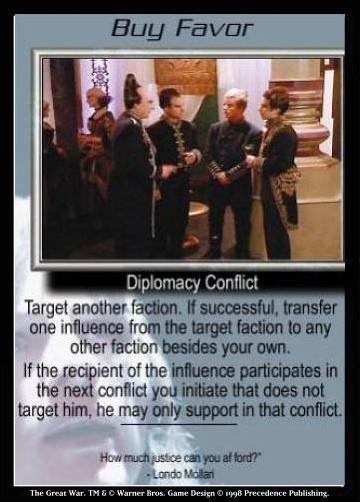 Buy Favor
Diplomacy Conflict
Target another faction. If successful, transfer
one influence from the target faction to any
other faction besides your own.
If the recipient of the influence participates in
the next conflict you initiate that does not
target him, he may only support in that conflict.
How much justice can you af ford?"
- Londo Mollari
The Great War. TM & © Warner Bros. Game Design © 1998 Precedence Publishing.